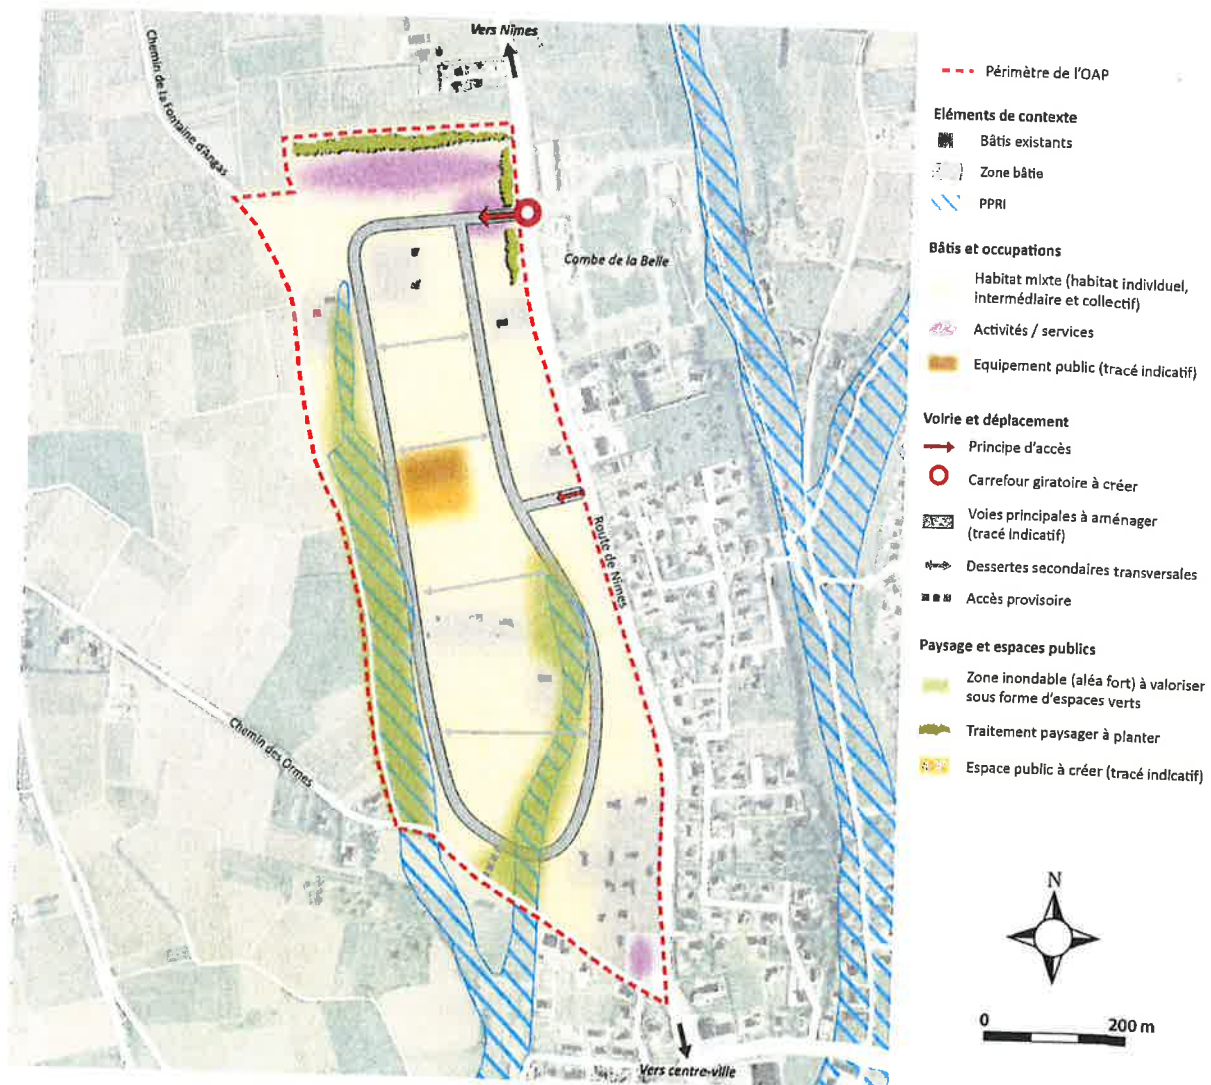 Vers Nîmes
Chemin de la Fontaine d'Angas
Combe de la Belle
Route de Nîmes
Chemin des Ormes
Vers centre-ville
Périmètre de l'OAP
Eléments de contexte
Bâtis existants
Zone bâtie
PPRI
Bâtis et occupations
Habitat mixte (habitat individuel,
intermédiaire et collectif)
Activités / services
Equipement public (tracé indicatif)
Voirie et déplacement
Principe d'accès
Carrefour giratoire à créer
Voies principales à aménager
(tracé indicatif)
Dessertes secondaires transversales
Accès provisoire
Paysage et espaces publics
Zone inondable (aléa fort) à valoriser
sous forme d'espaces verts
Traitement paysager à planter
Espace public à créer (tracé indicatif)
N
0 200 m